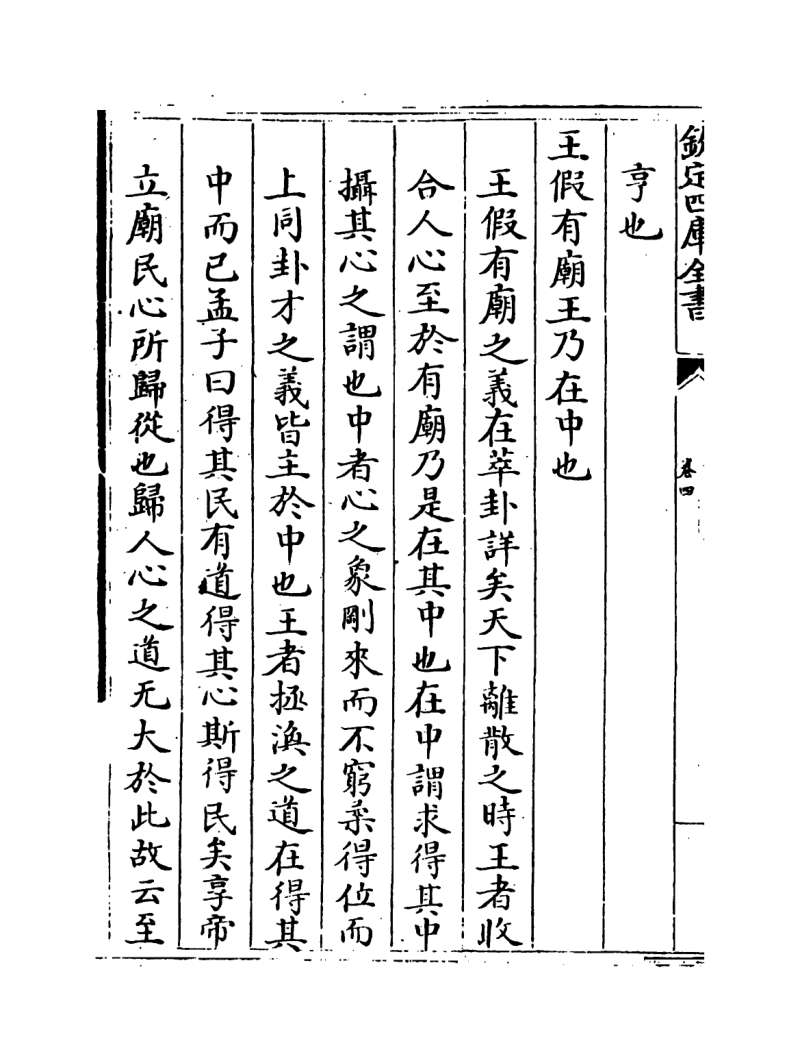 欽定四庫全書
卷四
亨也
王假有廟王乃在中也
王假有廟之義在萃卦詳矣天下離散之時王者收
合人心至於有廟乃是在其中也在中謂求得其中
攝其心之謂也中者心之象剛來而不窮柔得位而
上同卦才之義皆主於中也王者拯渙之道在得其
中而已孟子曰得其民有道得其心斯得民矣享帝
立廟民心所歸從也歸人心之道无大於此故云至